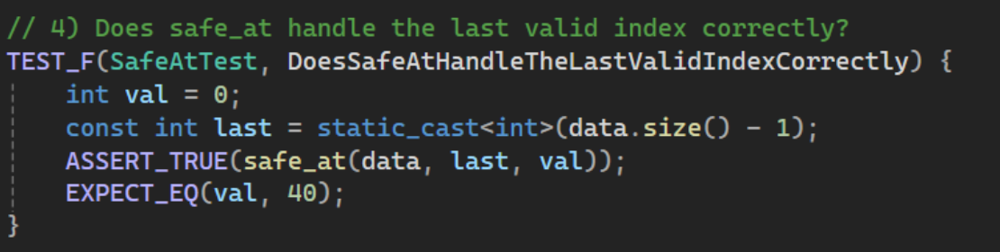 // 4) Does safe_at handle the last valid index correctly?
TEST_F(SafeAtTest, DoesSafeAtHandleTheLastValidIndexCorrectly) {
    int val = 0;
    const int last = static_cast<int>(data.size() - 1);
    ASSERT_TRUE(safe_at(data, last, val));
    EXPECT_EQ(val, 40);
}